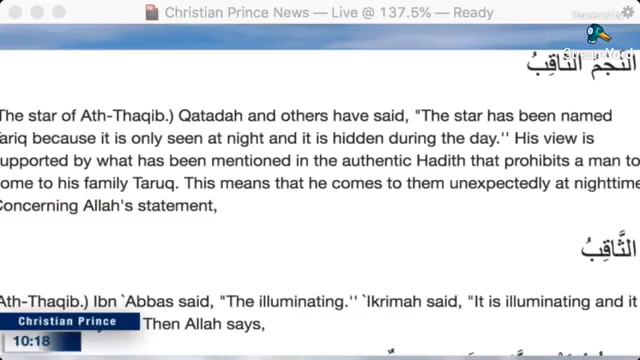 Christian Prince News — Live @ 137.5% — Ready
Powered by
StreamYard
النَّجْمُ الثَّاقِبُ
The star of Ath-Thaqib.) Qatadah and others have said, "The star has been named
ariq because it is only seen at night and it is hidden during the day.'' His view is
upported by what has been mentioned in the authentic Hadith that prohibits a man to
ome to his family Taruq. This means that he comes to them unexpectedly at nighttime
Concerning Allah's statement,
الثَّاقِبُ
Ath-Thaqib.) Ibn `Abbas said, "The illuminating.'' `Ikrimah said, "It is illuminating and it
Then Allah says,
Christian Prince
10:18